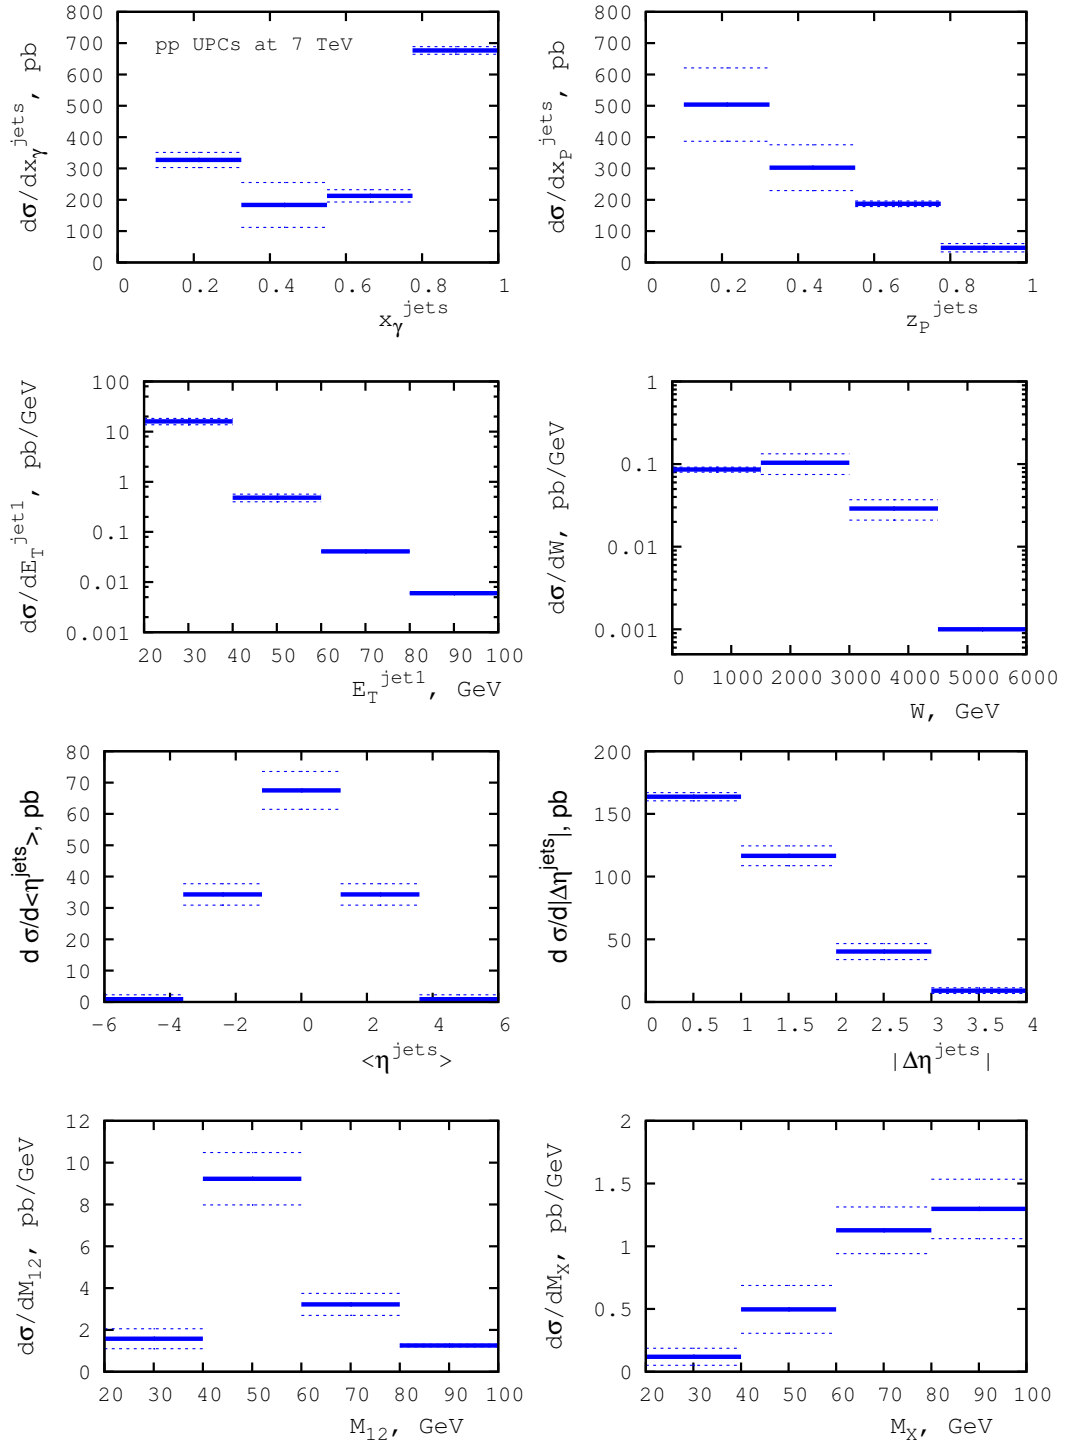 800
700
600
500
400
300
200
100
0
dσ/dx_γ^jets, pb
pp UPCs at 7 TeV
0 0.2 0.4 0.6 0.8 1
x_γ^jets
800
700
600
500
400
300
200
100
0
dσ/dx_P^jets, pb
0 0.2 0.4 0.6 0.8 1
z_P^jets
100
10
1
0.1
0.01
0.001
dσ/dE_T^jet1, pb/GeV
20 30 40 50 60 70 80 90 100
E_T^jet1, GeV
1
0.1
0.01
0.001
dσ/dW, pb/GeV
0 1000 2000 3000 4000 5000 6000
W, GeV
80
70
60
50
40
30
20
10
0
d σ/d<η^jets>, pb
−6 −4 −2 0 2 4 6
<η^jets>
200
150
100
50
0
d σ/d|Δη^jets|, pb
0 0.5 1 1.5 2 2.5 3 3.5 4
|Δη^jets|
12
10
8
6
4
2
0
dσ/dM_12, pb/GeV
20 30 40 50 60 70 80 90 100
M_12, GeV
2
1.5
1
0.5
0
dσ/dM_X, pb/GeV
20 30 40 50 60 70 80 90 100
M_X, GeV